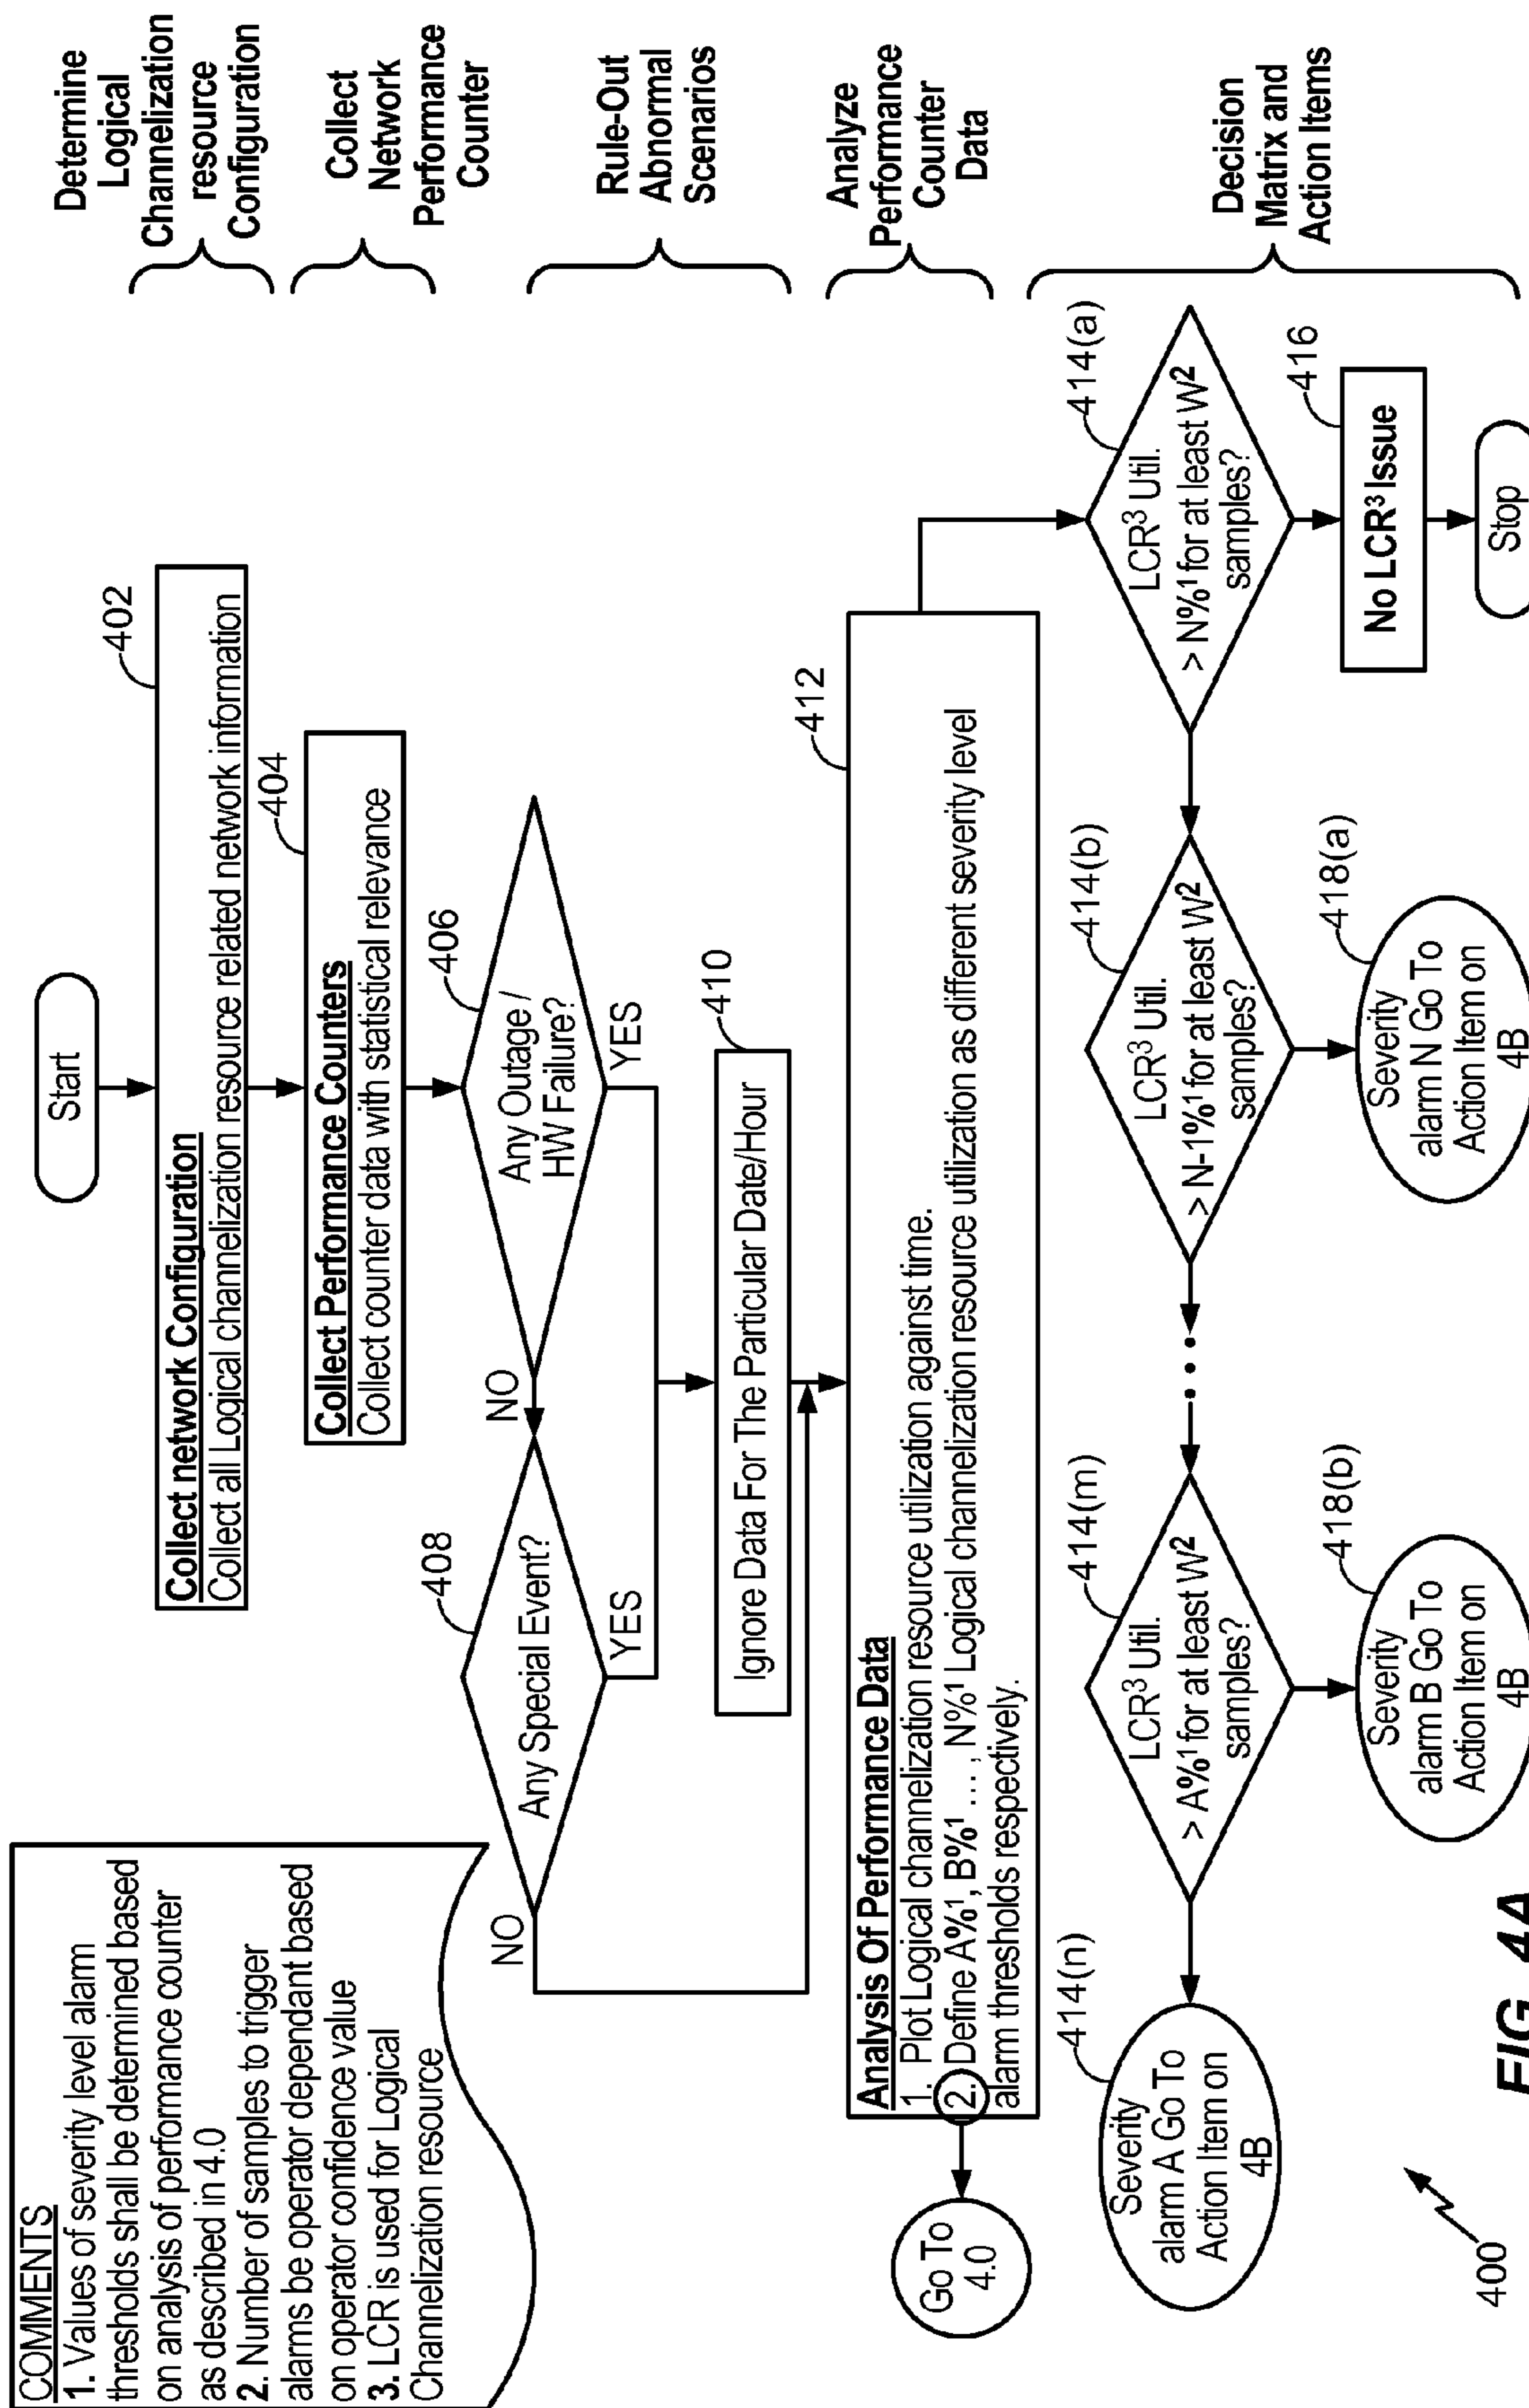 COMMENTS
1. Values of severity level alarm
thresholds shall be determined based
on analysis of performance counter
as described in 4.0
2. Number of samples to trigger
alarms be operator dependant based
on operator confidence value
3. LCR is used for Logical
Channelization resource
Start
402
Collect network Configuration
Collect all Logical channelization resource related network information
Determine
Logical
Channelization
resource
Configuration
404
Collect Performance Counters
Collect counter data with statistical relevance
Collect
Network
Performance
Counter
408
Any Special Event?
NO
YES
406
Any Outage /
HW Failure?
NO
YES
410
Ignore Data For The Particular Date/Hour
Rule-Out
Abnormal
Scenarios
412
Analysis Of Performance Data
1. Plot Logical channelization resource utilization against time.
2. Define A%¹, B%¹ ..., N%¹ Logical channelization resource utilization as different severity level
alarm thresholds respectively.
Go To
4.0
Analyze
Performance
Counter
Data
414(n)
Severity
alarm A Go To
Action Item on
4B
414(m)
LCR³ Util.
> A%¹ for at least W²
samples?
414(b)
LCR³ Util.
> N-1%¹ for at least W²
samples?
414(a)
LCR³ Util.
> N%¹ for at least W²
samples?
Decision
Matrix and
Action Items
418(b)
Severity
alarm B Go To
Action Item on
4B
418(a)
Severity
alarm N Go To
Action Item on
4B
416
No LCR³ Issue
Stop
400
FIG. 4A